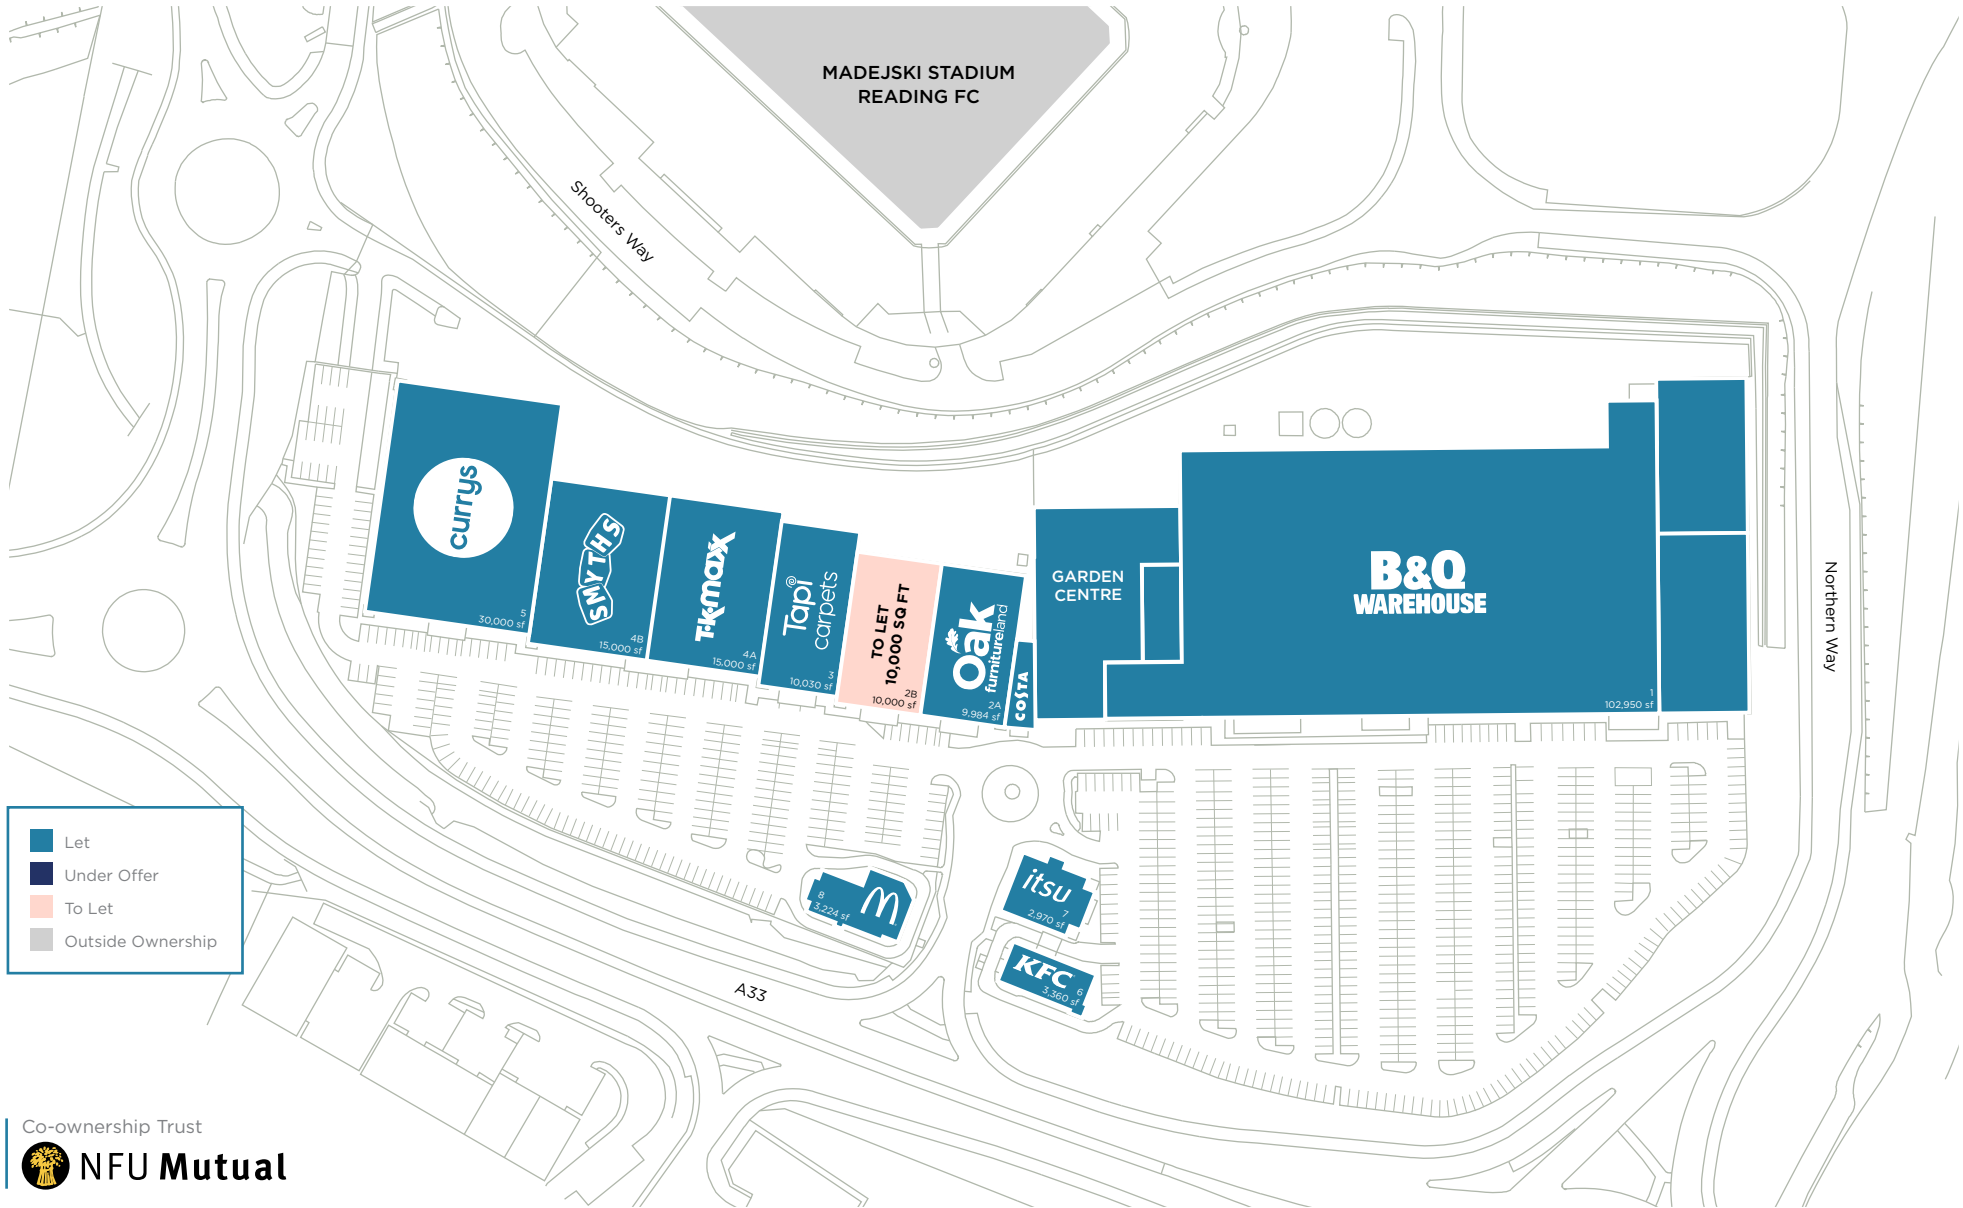 MADEJSKI STADIUM
READING FC
Shooters Way
currys
5
30,000 sf
SMYTHS
4B
15,000 sf
T·K·maxx
4A
15,000 sf
Tapi
carpets
3
10,030 sf
TO LET
10,000 SQ FT
2B
10,000 sf
Oak
furnitureland
2A
9,984 sf
COSTA
GARDEN
CENTRE
B&Q
WAREHOUSE
1
102,950 sf
Northern Way
Let
Under Offer
To Let
Outside Ownership
8
3,224 sf
itsu
7
2,970 sf
KFC
6
3,360 sf
A33
Co-ownership Trust
NFU Mutual